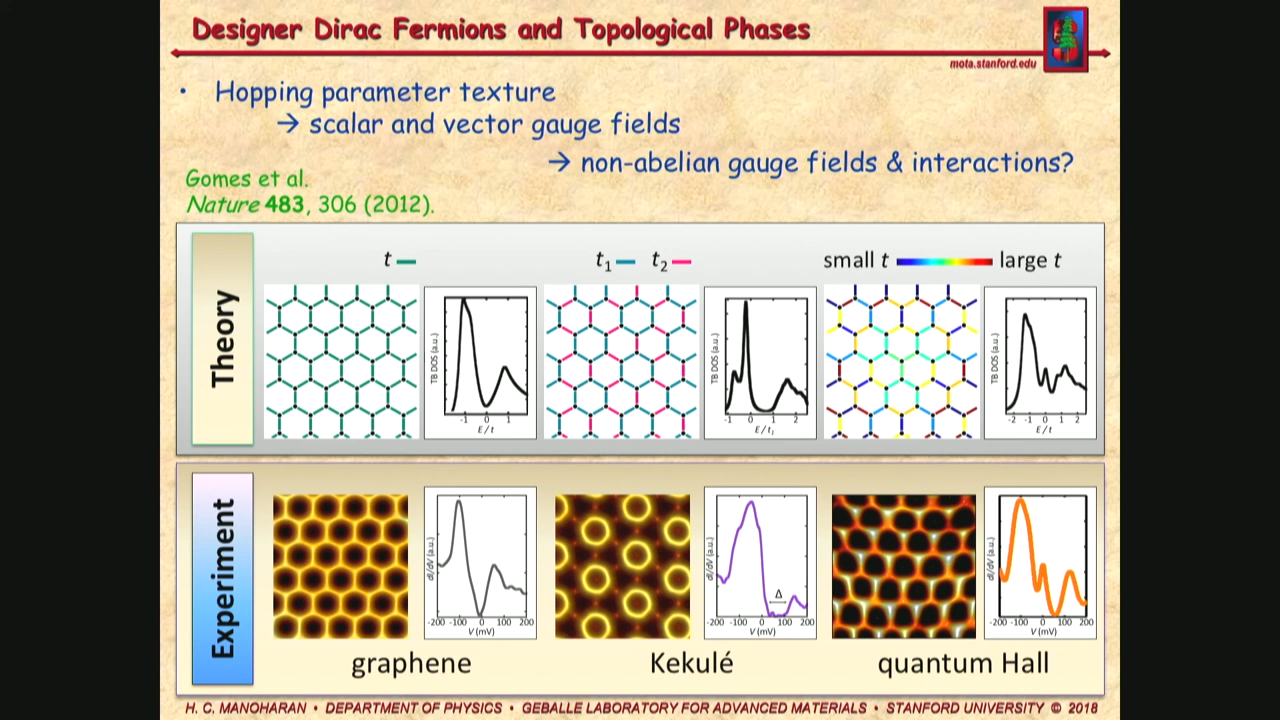 Designer Dirac Fermions and Topological Phases
mota.stanford.edu
• Hopping parameter texture
→ scalar and vector gauge fields
→ non-abelian gauge fields & interactions?
Gomes et al.
Nature 483, 306 (2012).
Theory
t
t₁ t₂
small t large t
TB DOS (a.u.)
-1 0 1
E/t
TB DOS (a.u.)
-1 0 1 2
E/t₁
TB DOS (a.u.)
-2 -1 0 1 2
E/t
Experiment
dI/dV (a.u.)
-200 -100 0 100 200
V (mV)
dI/dV (a.u.)
Δ
-200 -100 0 100 200
V (mV)
dI/dV (a.u.)
-200 -100 0 100 200
V (mV)
graphene
Kekulé
quantum Hall
H. C. MANOHARAN • DEPARTMENT OF PHYSICS • GEBALLE LABORATORY FOR ADVANCED MATERIALS • STANFORD UNIVERSITY © 2018